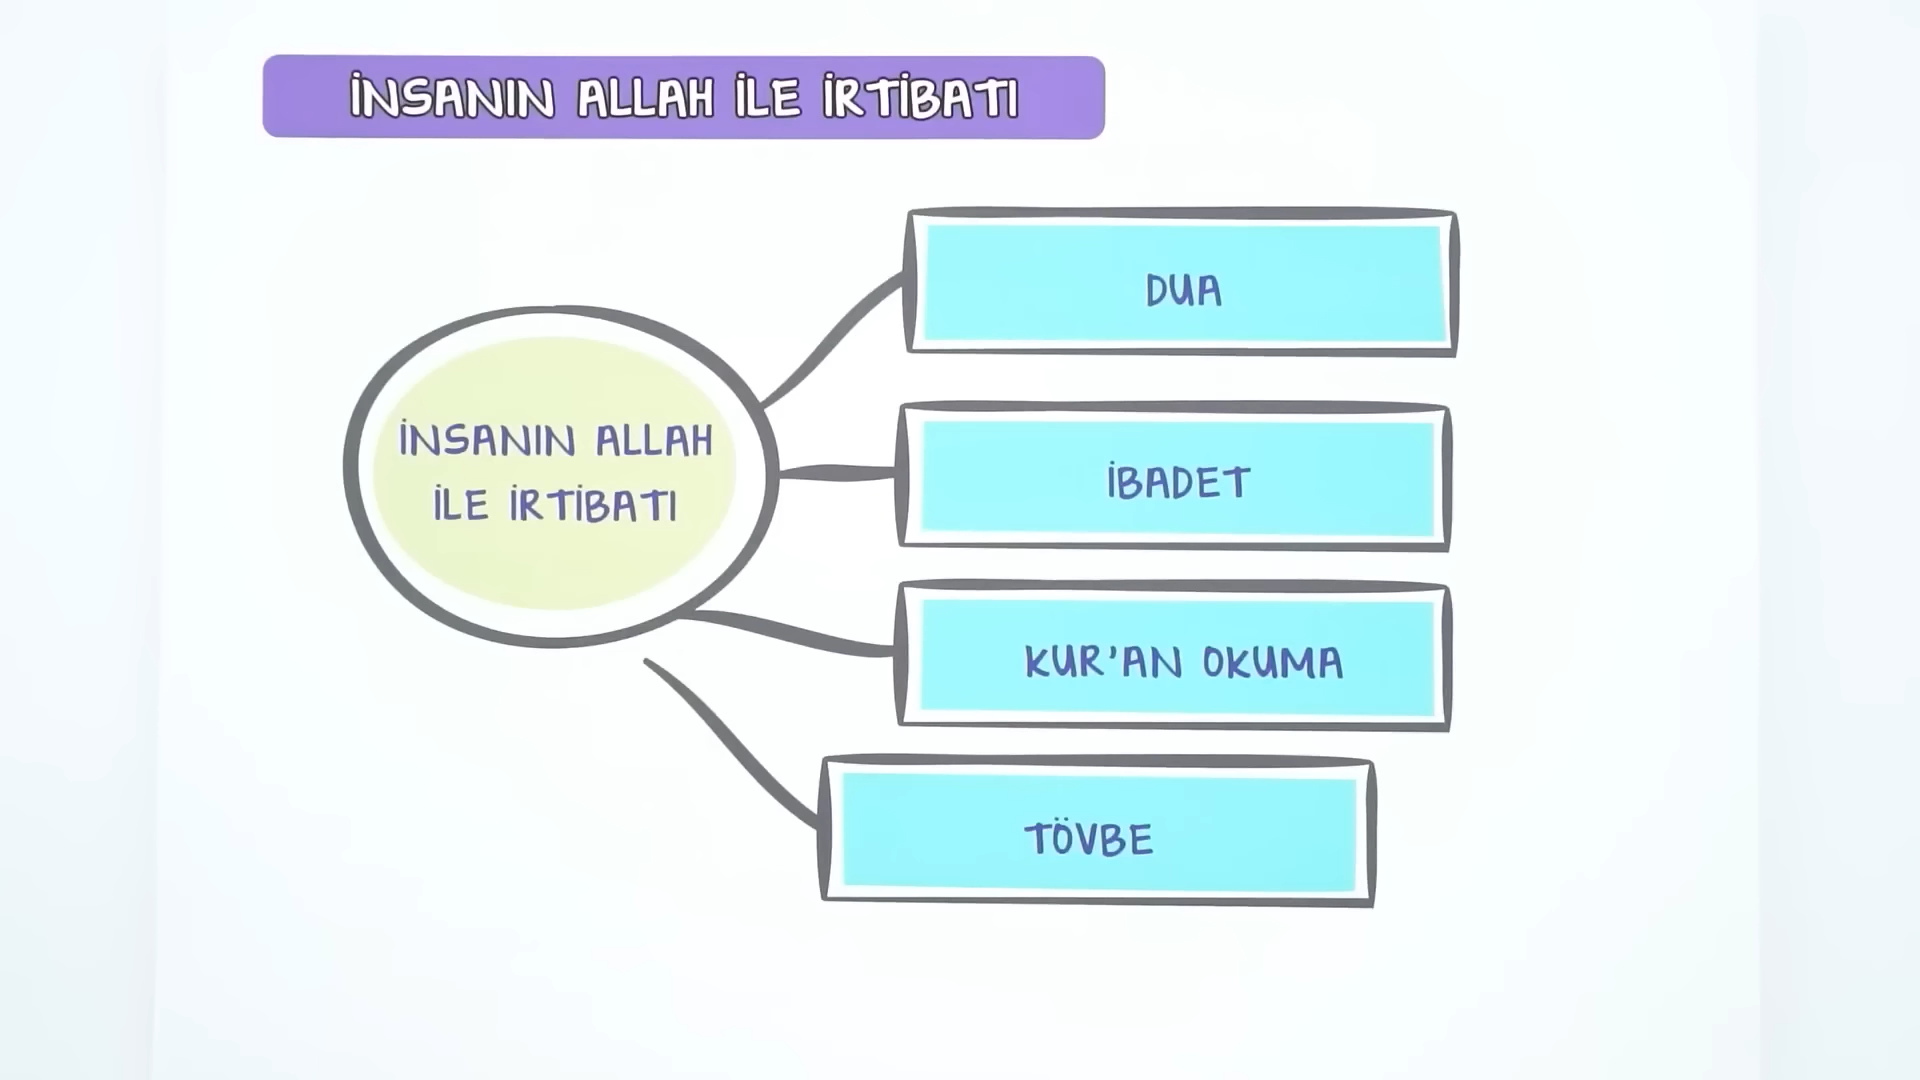 İNSANIN ALLAH İLE İRTİBATI
İNSANIN ALLAH
İLE İRTİBATI
DUA
İBADET
KUR'AN OKUMA
TÖVBE